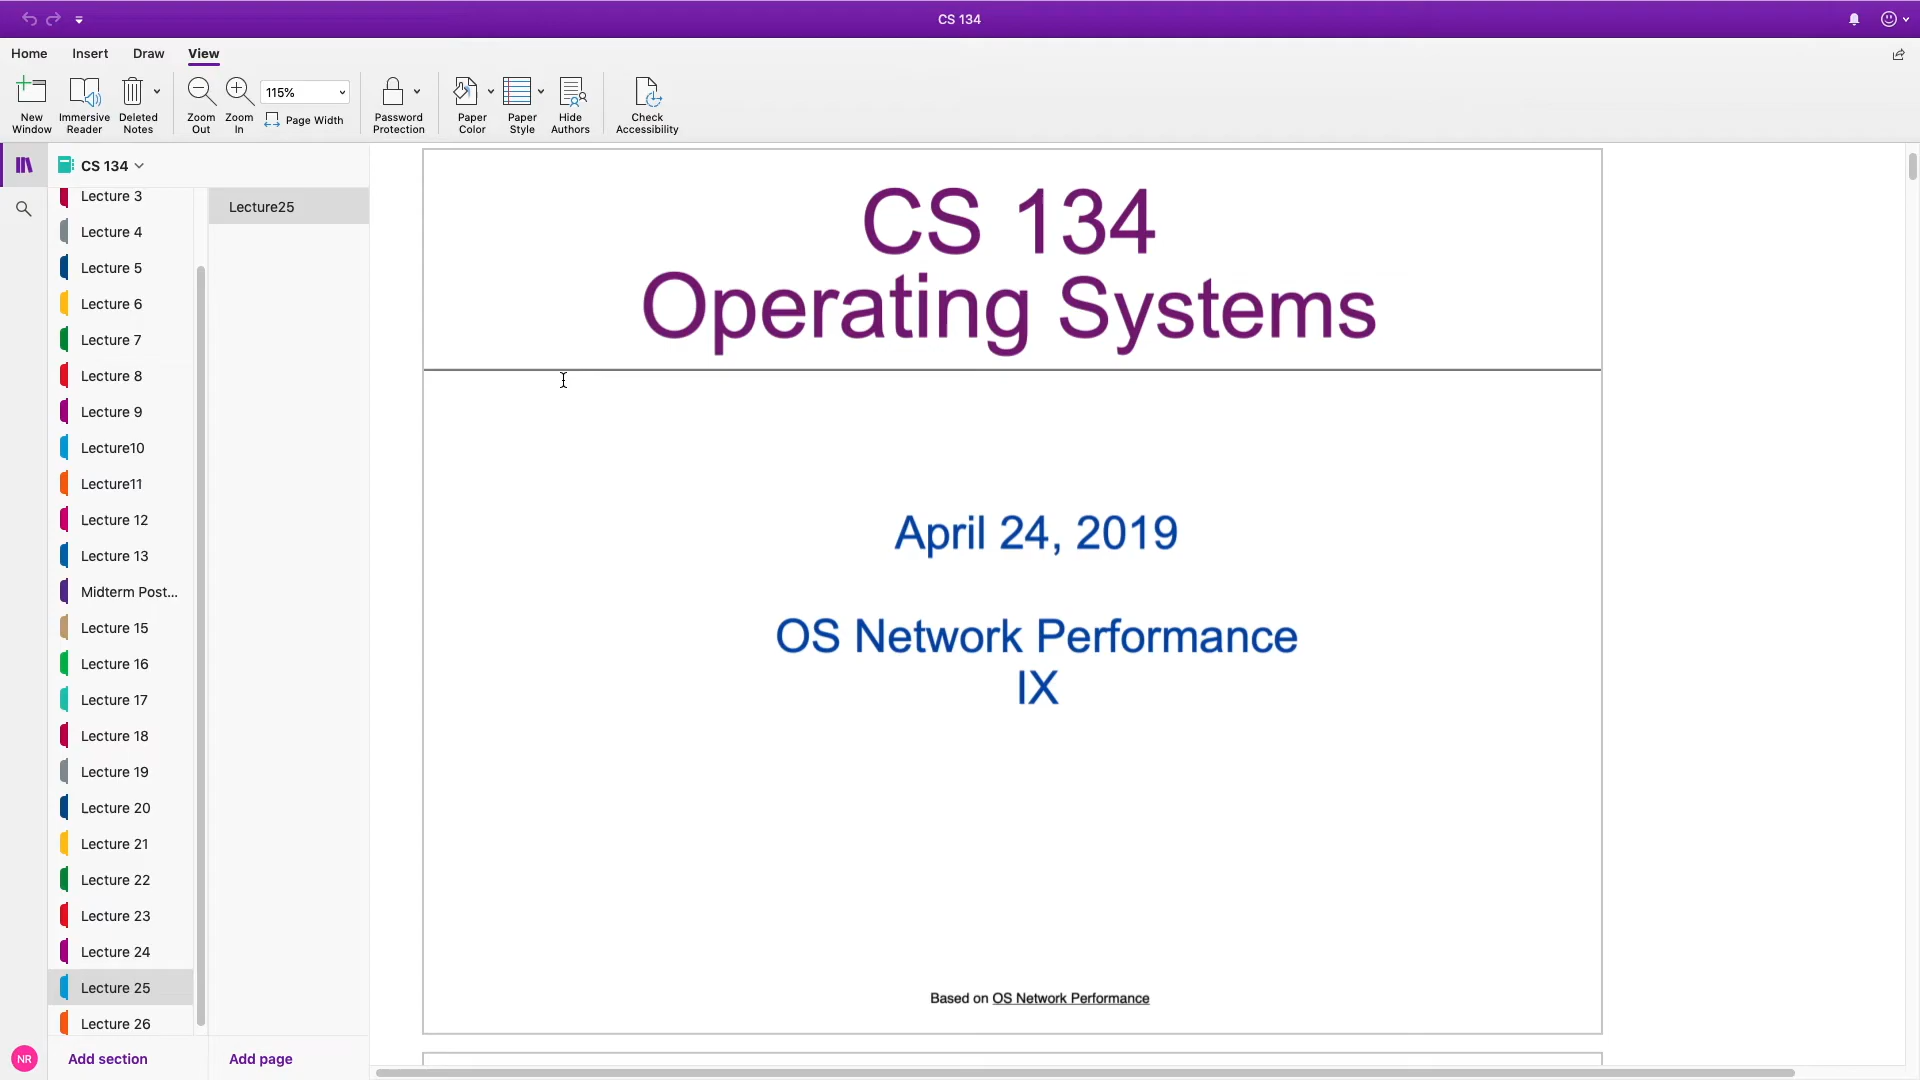 CS 134
Home Insert Draw View
115%
Page Width
New Window
Immersive Reader
Deleted Notes
Zoom Out
Zoom In
Password Protection
Paper Color
Paper Style
Hide Authors
Check Accessibility
CS 134
Lecture 3
Lecture 4
Lecture 5
Lecture 6
Lecture 7
Lecture 8
Lecture 9
Lecture10
Lecture11
Lecture 12
Lecture 13
Midterm Post...
Lecture 15
Lecture 16
Lecture 17
Lecture 18
Lecture 19
Lecture 20
Lecture 21
Lecture 22
Lecture 23
Lecture 24
Lecture 25
Lecture 26
NR
Add section
Lecture25
Add page
CS 134
Operating Systems
April 24, 2019
OS Network Performance
IX
Based on OS Network Performance